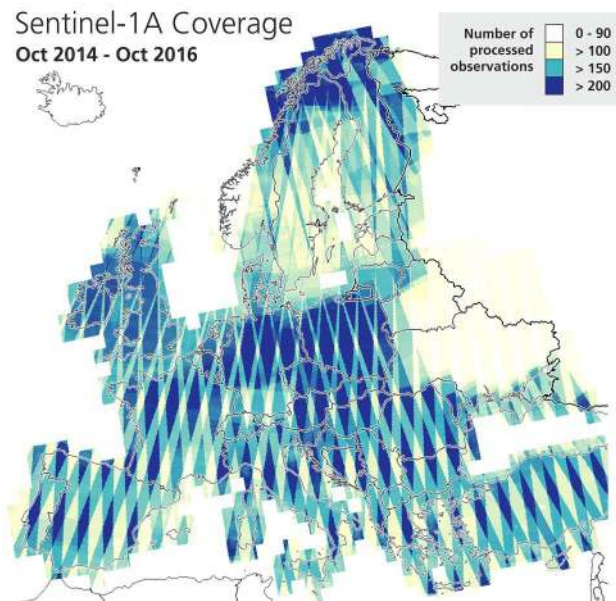 Sentinel-1A Coverage
Oct 2014 - Oct 2016
Number of
processed
observations
0 - 90
> 100
> 150
> 200